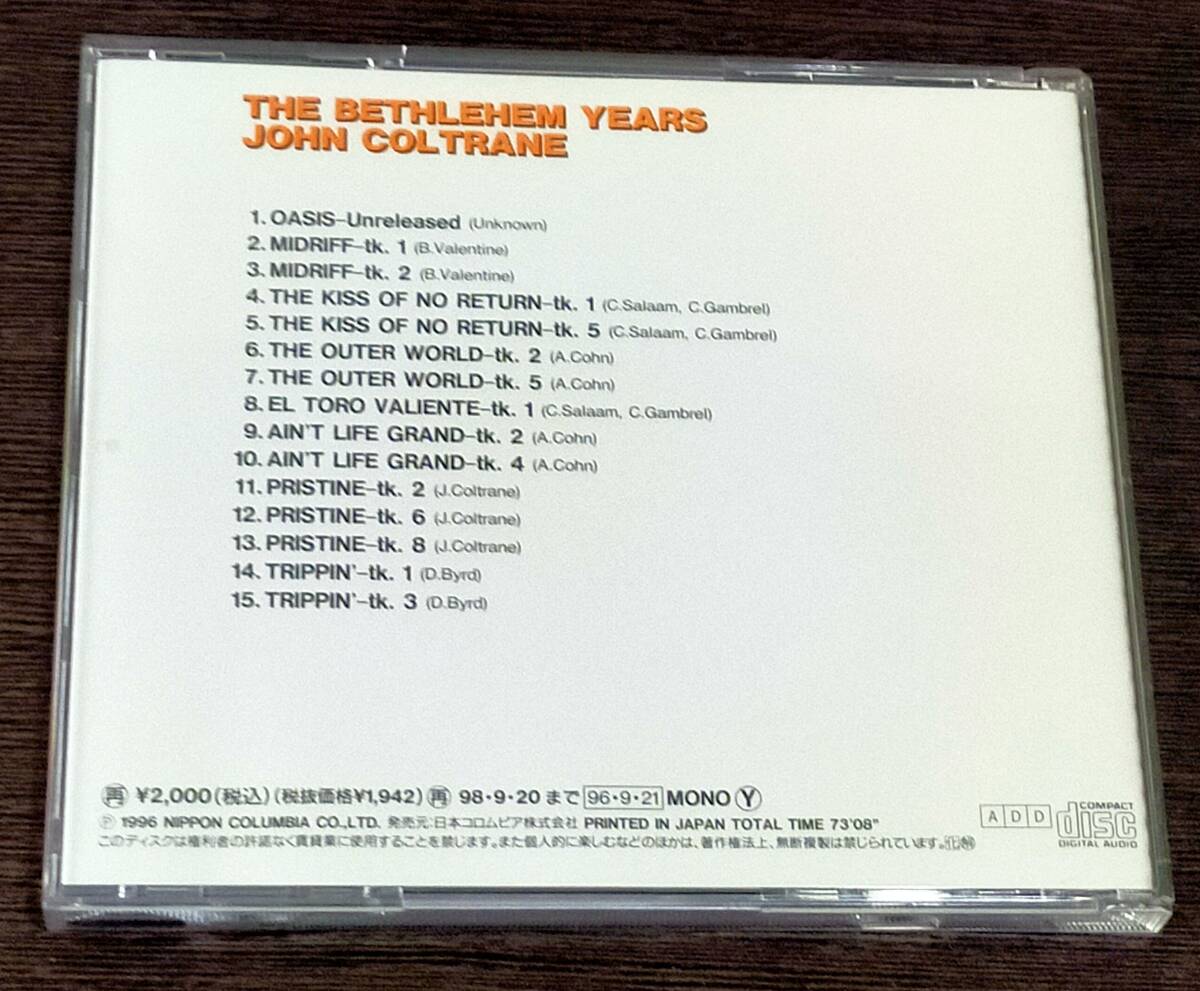 THE BETHLEHEM YEARS
JOHN COLTRANE
1. OASIS–Unreleased (Unknown)
2. MIDRIFF–tk. 1 (B.Valentine)
3. MIDRIFF–tk. 2 (B.Valentine)
4. THE KISS OF NO RETURN–tk. 1 (C.Salaam, C.Gambrel)
5. THE KISS OF NO RETURN–tk. 5 (C.Salaam, C.Gambrel)
6. THE OUTER WORLD–tk. 2 (A.Cohn)
7. THE OUTER WORLD–tk. 5 (A.Cohn)
8. EL TORO VALIENTE–tk. 1 (C.Salaam, C.Gambrel)
9. AIN'T LIFE GRAND–tk. 2 (A.Cohn)
10. AIN'T LIFE GRAND–tk. 4 (A.Cohn)
11. PRISTINE–tk. 2 (J.Coltrane)
12. PRISTINE–tk. 6 (J.Coltrane)
13. PRISTINE–tk. 8 (J.Coltrane)
14. TRIPPIN'–tk. 1 (D.Byrd)
15. TRIPPIN'–tk. 3 (D.Byrd)
再 ¥2,000(税込)(税抜価格¥1,942) 再 98・9・20 まで 96・9・21 MONO Ⓨ
Ⓟ 1996 NIPPON COLUMBIA CO.,LTD. 発売元:日本コロムビア株式会社 PRINTED IN JAPAN TOTAL TIME 73'08"
このディスクは権利者の許諾なく賃貸業に使用することを禁じます。また個人的に楽しむなどのほかは、著作権法上、無断複製は禁じられています。
A D D
COMPACT
disc
DIGITAL AUDIO